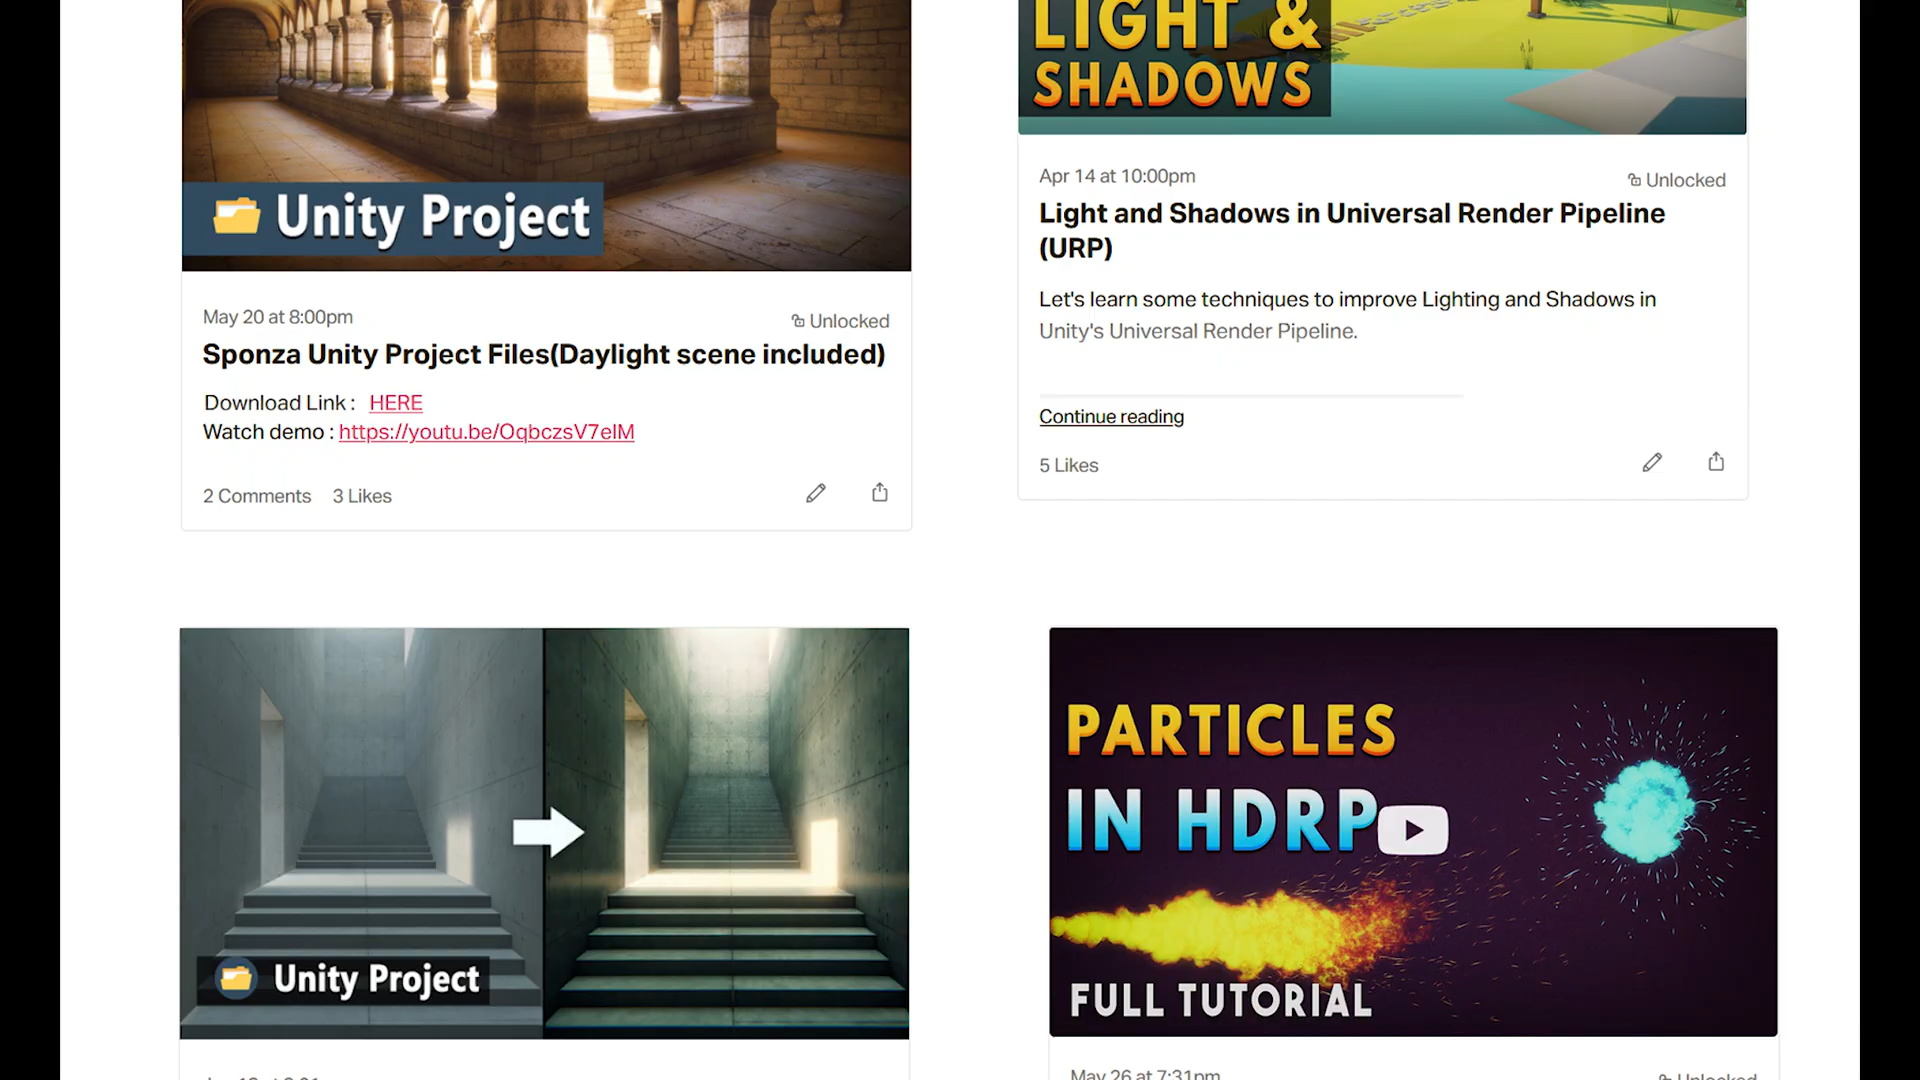 Unity Project
May 20 at 8:00pm
Unlocked
Sponza Unity Project Files(Daylight scene included)
Download Link : HERE
Watch demo : https://youtu.be/OqbczsV7elM
2 Comments 3 Likes
LIGHT &
SHADOWS
Apr 14 at 10:00pm
Unlocked
Light and Shadows in Universal Render Pipeline
(URP)
Let's learn some techniques to improve Lighting and Shadows in
Unity's Universal Render Pipeline.
Continue reading
5 Likes
Unity Project
PARTICLES
IN HDRP
FULL TUTORIAL
May 26 at 7:31pm
Unlocked